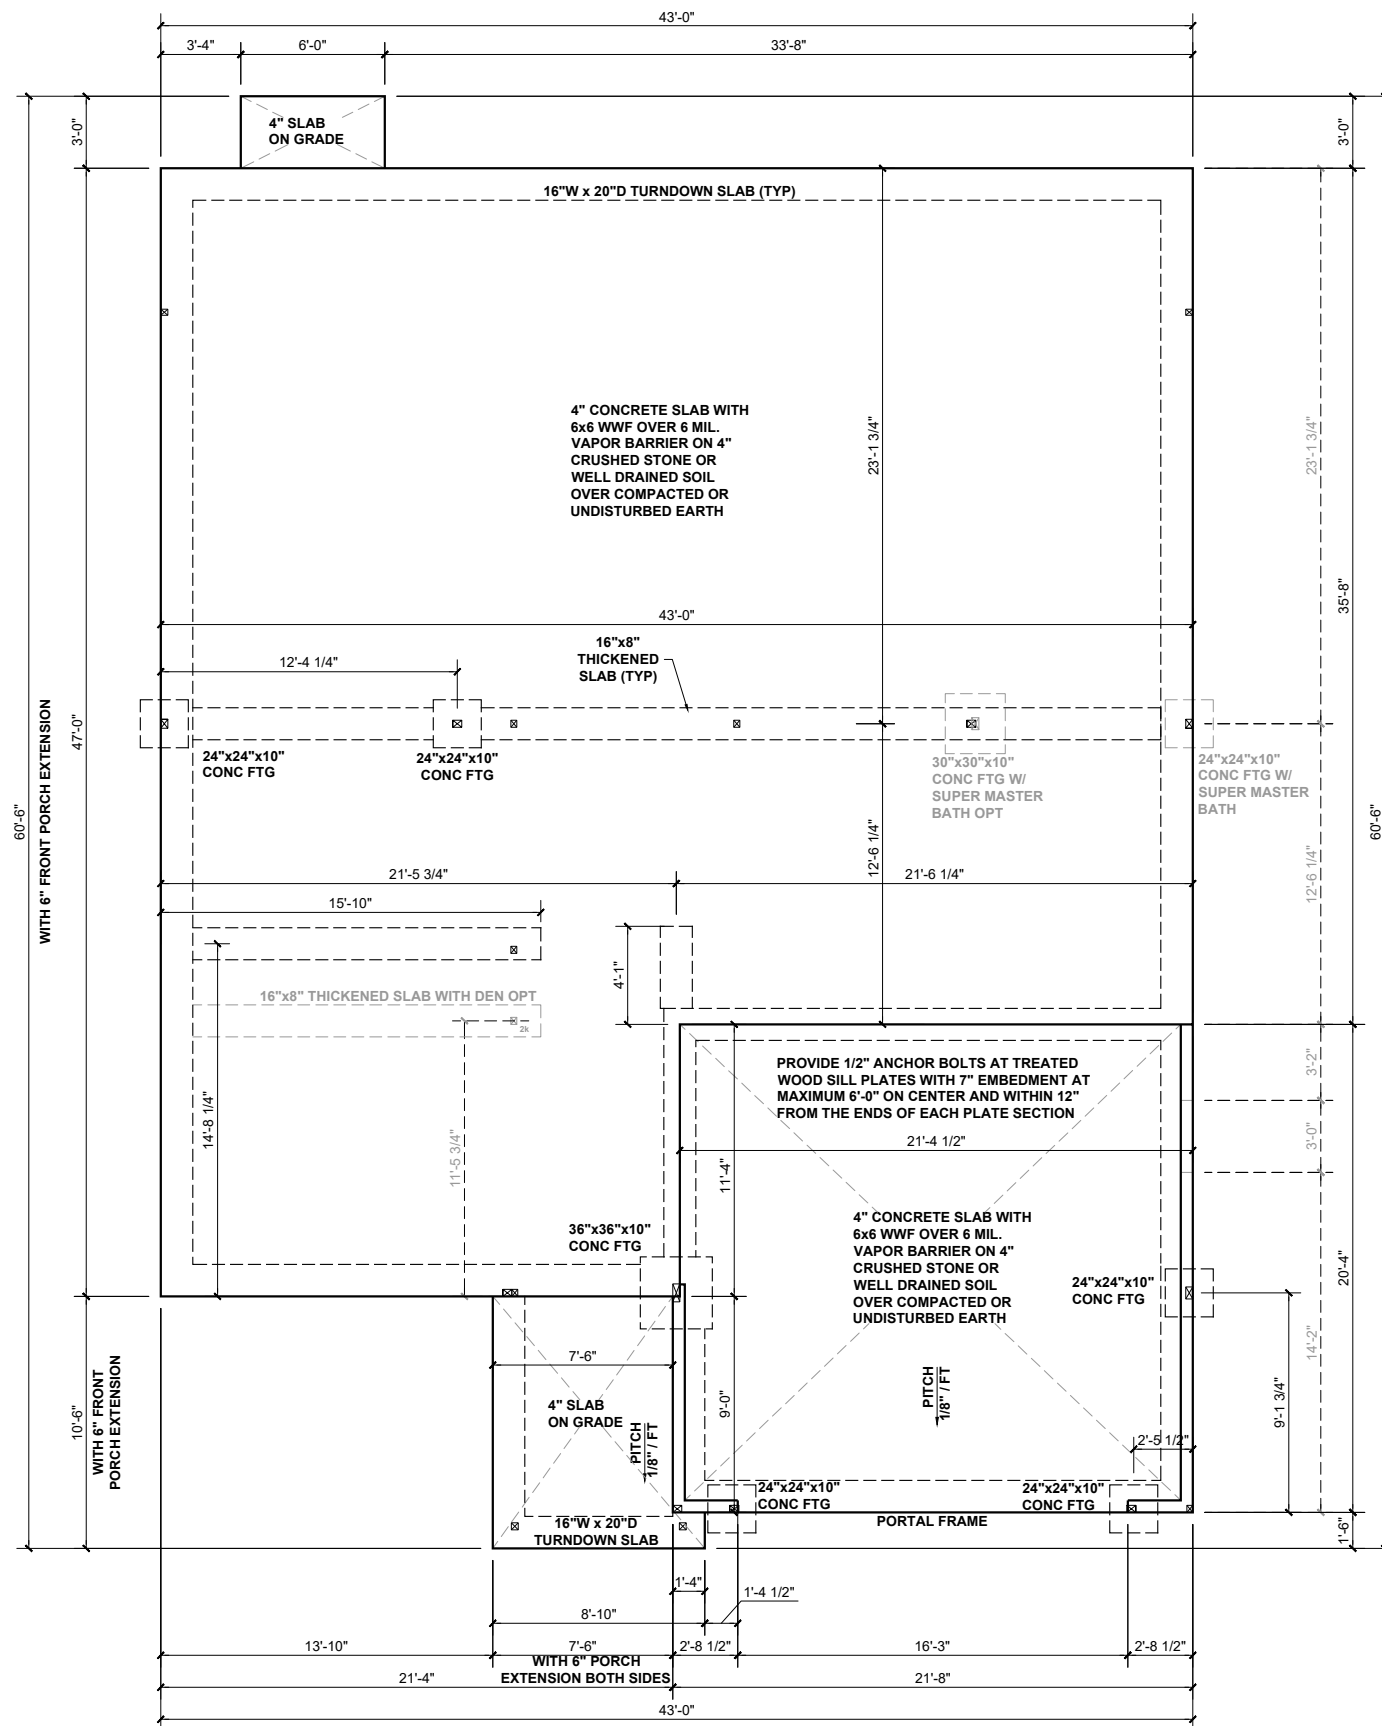 43'-0"
3'-4"
6'-0"
33'-8"
3'-0"
4" SLAB
ON GRADE
3'-0"
16"W x 20"D TURNDOWN SLAB (TYP)
4" CONCRETE SLAB WITH
6x6 WWF OVER 6 MIL.
VAPOR BARRIER ON 4"
CRUSHED STONE OR
WELL DRAINED SOIL
OVER COMPACTED OR
UNDISTURBED EARTH
23'-1 3/4"
23'-1 3/4"
35'-8"
43'-0"
12'-4 1/4"
16"x8"
THICKENED
SLAB (TYP)
WITH 6" FRONT PORCH EXTENSION
47'-0"
60'-6"
24"x24"x10"
CONC FTG
24"x24"x10"
CONC FTG
30"x30"x10"
CONC FTG W/
SUPER MASTER
BATH OPT
24"x24"x10"
CONC FTG W/
SUPER MASTER
BATH
60'-6"
12'-6 1/4"
12'-6 1/4"
21'-5 3/4"
21'-6 1/4"
15'-10"
4'-1"
16"x8" THICKENED SLAB WITH DEN OPT
2k
PROVIDE 1/2" ANCHOR BOLTS AT TREATED
WOOD SILL PLATES WITH 7" EMBEDMENT AT
MAXIMUM 6'-0" ON CENTER AND WITHIN 12"
FROM THE ENDS OF EACH PLATE SECTION
3'-2"
14'-8 1/4"
11'-5 3/4"
11'-4"
21'-4 1/2"
3'-0"
36"x36"x10"
CONC FTG
4" CONCRETE SLAB WITH
6x6 WWF OVER 6 MIL.
VAPOR BARRIER ON 4"
CRUSHED STONE OR
WELL DRAINED SOIL
OVER COMPACTED OR
UNDISTURBED EARTH
24"x24"x10"
CONC FTG
20'-4"
14'-2"
7'-6"
9'-0"
PITCH
1/8" / FT
9'-1 3/4"
10'-6"
WITH 6" FRONT
PORCH EXTENSION
4" SLAB
ON GRADE
PITCH
1/8" / FT
2'-5 1/2"
24"x24"x10"
CONC FTG
24"x24"x10"
CONC FTG
PORTAL FRAME
16"W x 20"D
TURNDOWN SLAB
1'-6"
1'-4"
1'-4 1/2"
8'-10"
13'-10"
7'-6"
2'-8 1/2"
16'-3"
2'-8 1/2"
WITH 6" PORCH
EXTENSION BOTH SIDES
21'-4"
21'-8"
43'-0"